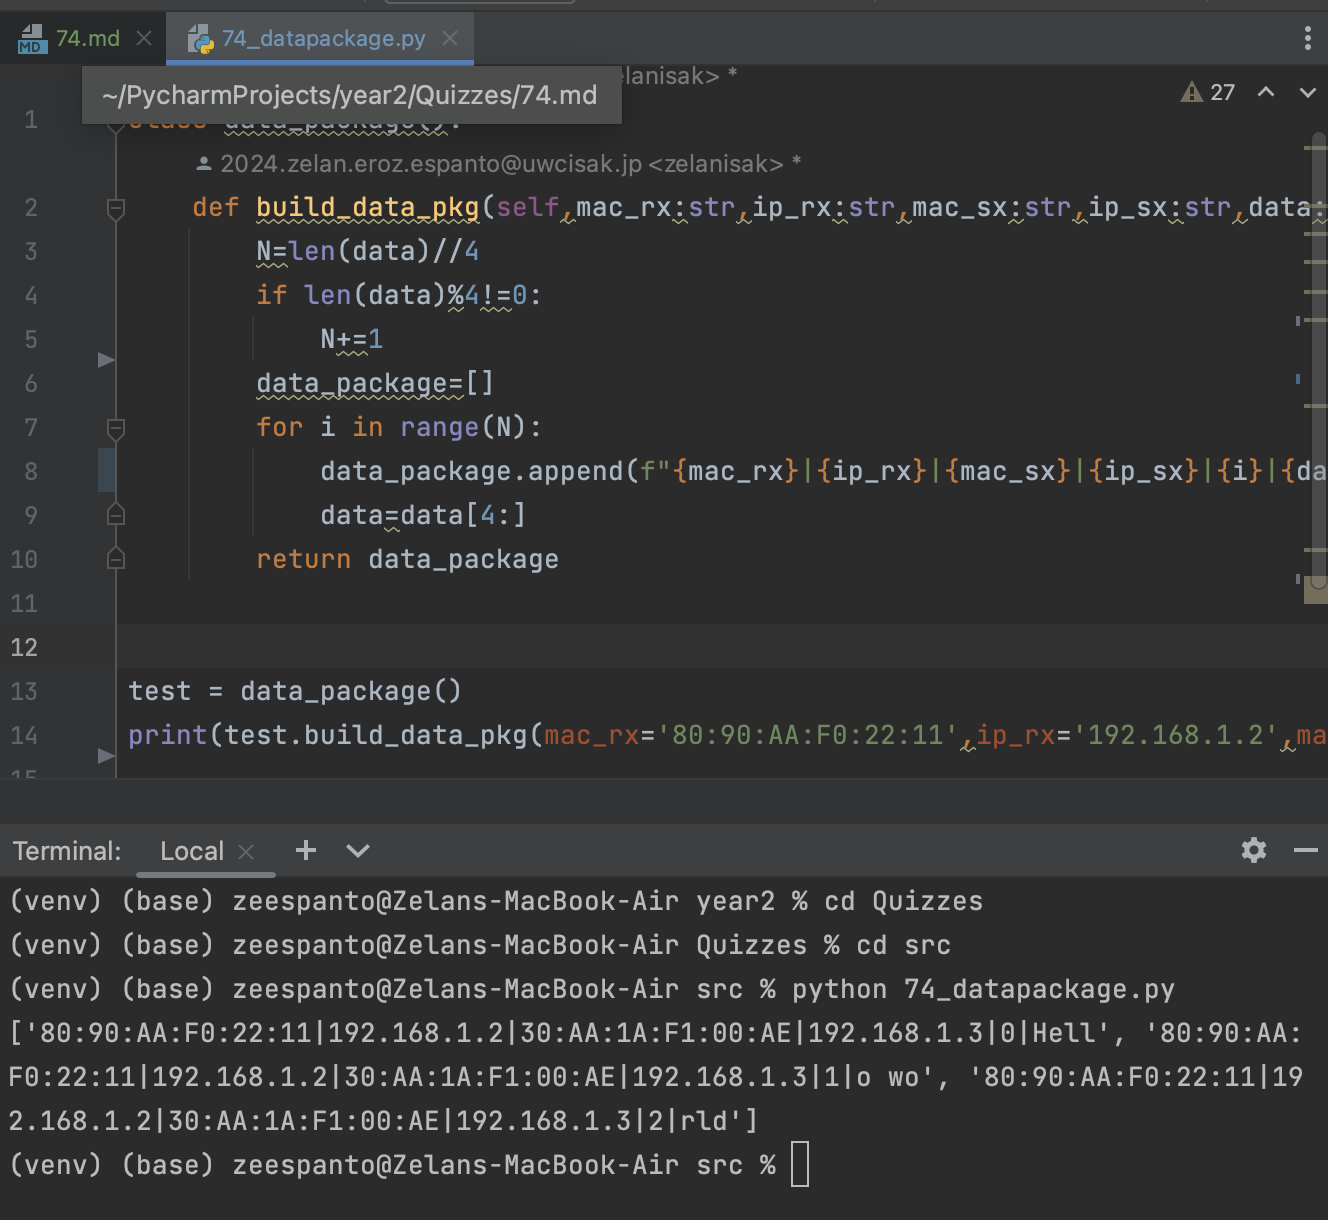 MD 74.md
74_datapackage.py
elanisak> *
~/PycharmProjects/year2/Quizzes/74.md
27
1 class data_package():
2024.zelan.eroz.espanto@uwcisak.jp <zelanisak> *
2 def build_data_pkg(self,mac_rx:str,ip_rx:str,mac_sx:str,ip_sx:str,data:
3 N=len(data)//4
4 if len(data)%4!=0:
5 N+=1
6 data_package=[]
7 for i in range(N):
8 data_package.append(f"{mac_rx}|{ip_rx}|{mac_sx}|{ip_sx}|{i}|{da
9 data=data[4:]
10 return data_package
11
12
13 test = data_package()
14 print(test.build_data_pkg(mac_rx='80:90:AA:F0:22:11',ip_rx='192.168.1.2',ma
15
Terminal: Local
(venv) (base) zeespanto@Zelans-MacBook-Air year2 % cd Quizzes
(venv) (base) zeespanto@Zelans-MacBook-Air Quizzes % cd src
(venv) (base) zeespanto@Zelans-MacBook-Air src % python 74_datapackage.py
['80:90:AA:F0:22:11|192.168.1.2|30:AA:1A:F1:00:AE|192.168.1.3|0|Hell', '80:90:AA:
F0:22:11|192.168.1.2|30:AA:1A:F1:00:AE|192.168.1.3|1|o wo', '80:90:AA:F0:22:11|19
2.168.1.2|30:AA:1A:F1:00:AE|192.168.1.3|2|rld']
(venv) (base) zeespanto@Zelans-MacBook-Air src %